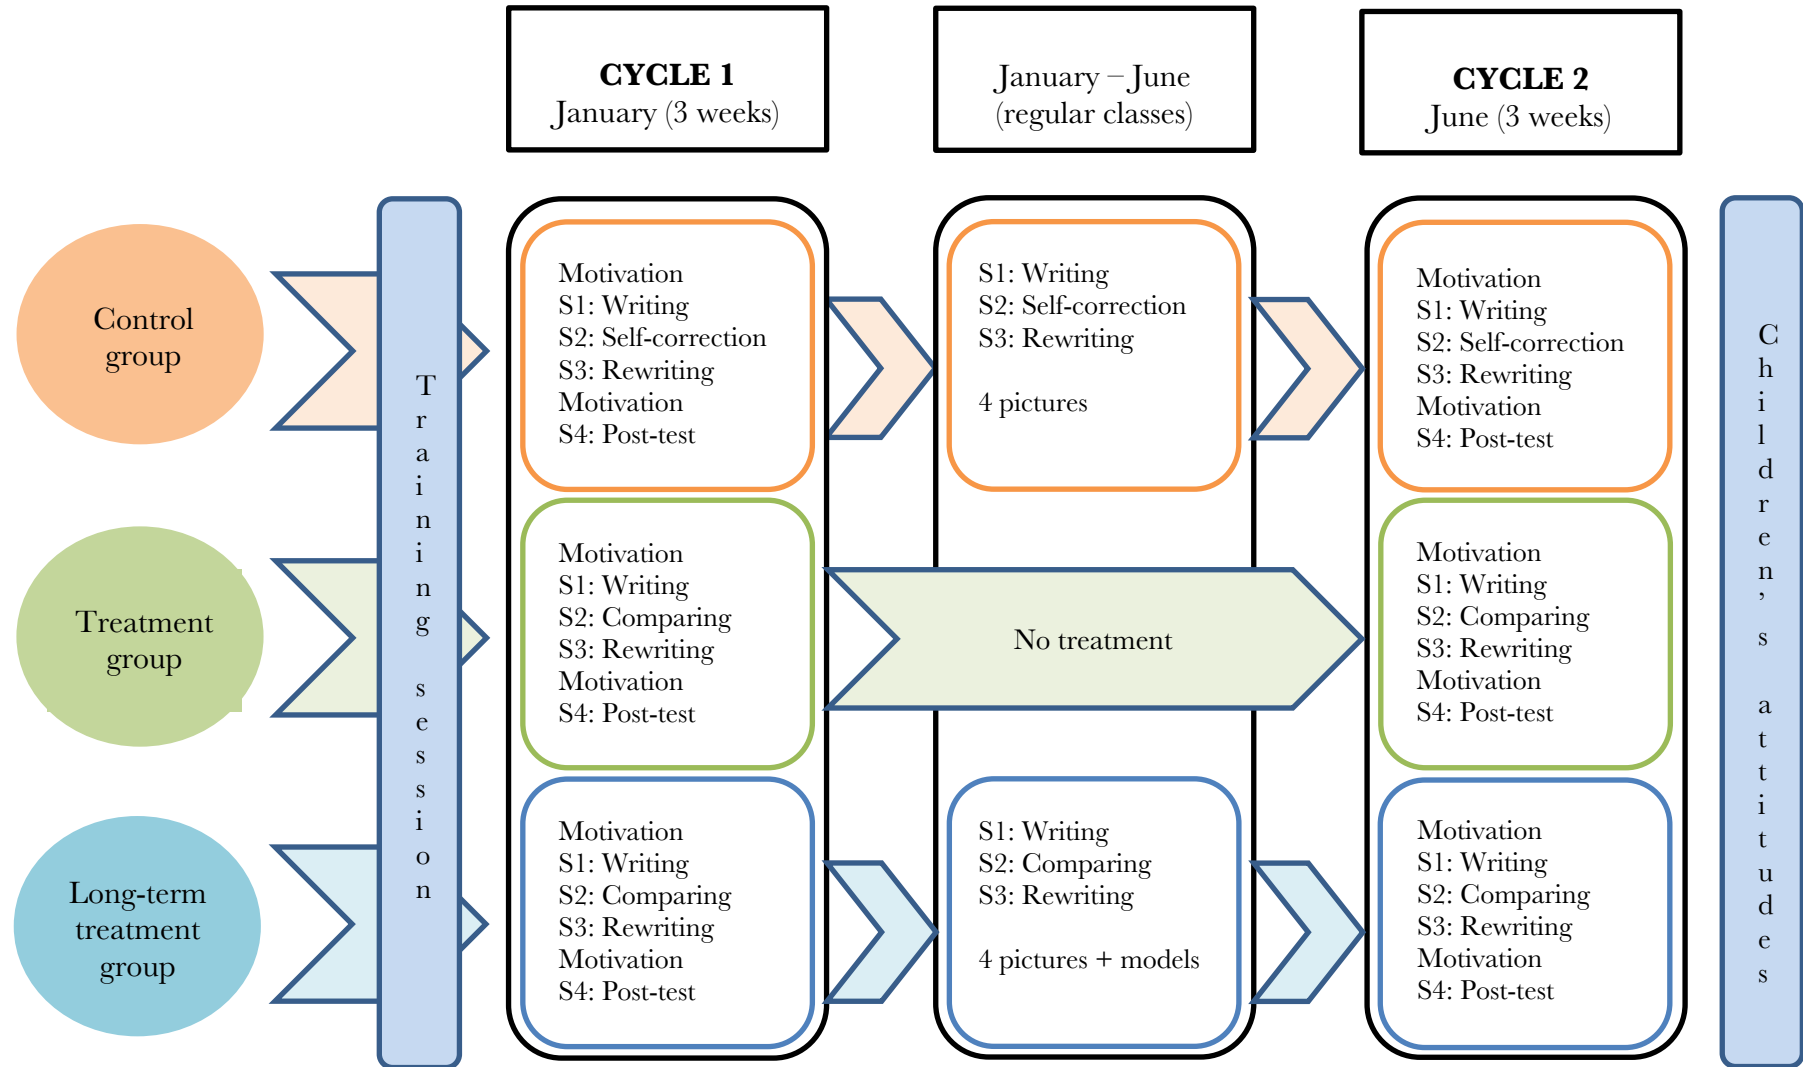 CYCLE 1
January (3 weeks)
January – June
(regular classes)
CYCLE 2
June (3 weeks)
Control
group
Treatment
group
Long-term
treatment
group
Training session
Motivation
S1: Writing
S2: Self-correction
S3: Rewriting
Motivation
S4: Post-test
S1: Writing
S2: Self-correction
S3: Rewriting
4 pictures
Motivation
S1: Writing
S2: Self-correction
S3: Rewriting
Motivation
S4: Post-test
Motivation
S1: Writing
S2: Comparing
S3: Rewriting
Motivation
S4: Post-test
No treatment
Motivation
S1: Writing
S2: Comparing
S3: Rewriting
Motivation
S4: Post-test
Motivation
S1: Writing
S2: Comparing
S3: Rewriting
Motivation
S4: Post-test
S1: Writing
S2: Comparing
S3: Rewriting
4 pictures + models
Motivation
S1: Writing
S2: Comparing
S3: Rewriting
Motivation
S4: Post-test
Children’s attitudes